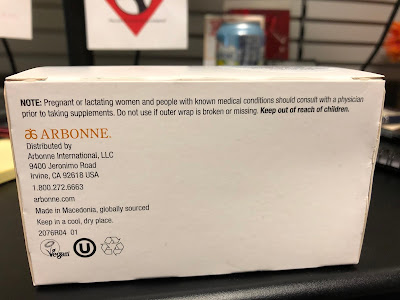 NOTE: Pregnant or lactating women and people with known medical conditions should consult with a physician
prior to taking supplements. Do not use if outer wrap is broken or missing. Keep out of reach of children.
ARBONNE.
Distributed by
Arbonne International, LLC
9400 Jeronimo Road
Irvine, CA 92618 USA
1.800.272.6663
arbonne.com
Made in Macedonia, globally sourced
Keep in a cool, dry place.
2076R04 01
Vegan
U